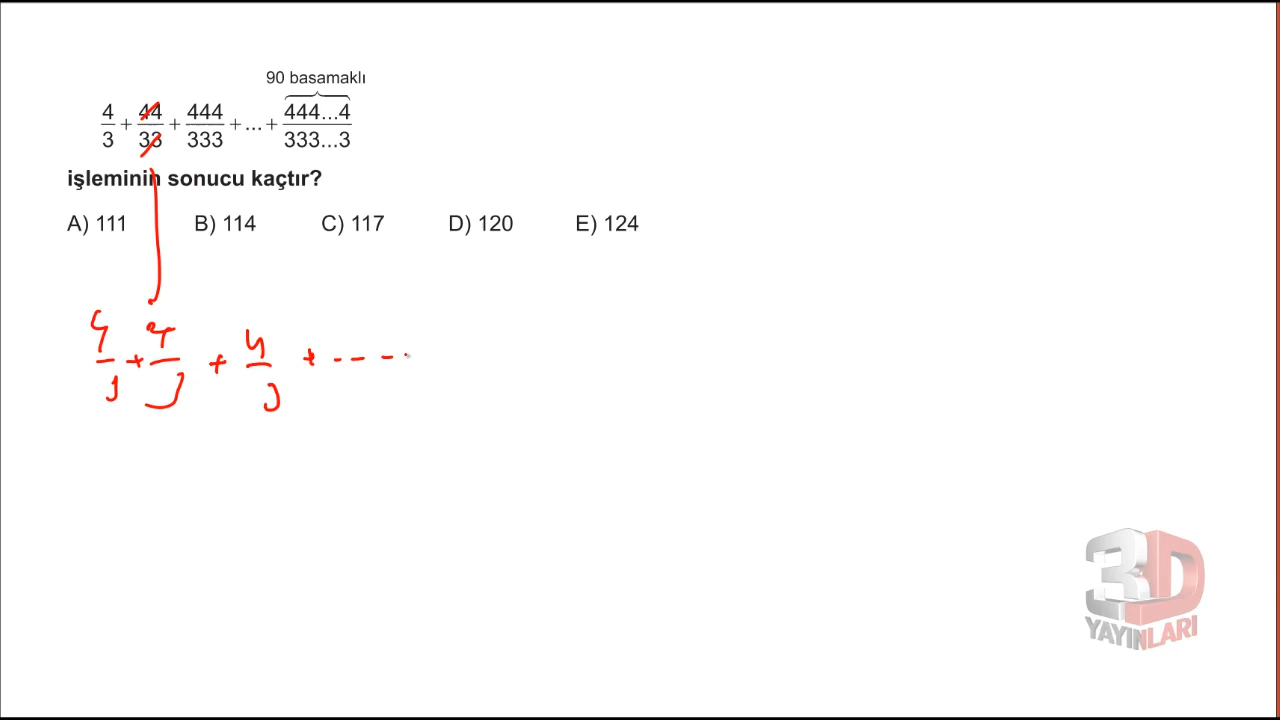 90 basamaklı
4/3 + 44/33 + 444/333 + ... + 444...4/333...3
işleminin sonucu kaçtır?
A) 111 B) 114 C) 117 D) 120 E) 124
4/3 + 4/3 + 4/3 + - - - -
3D
YAYINLARI